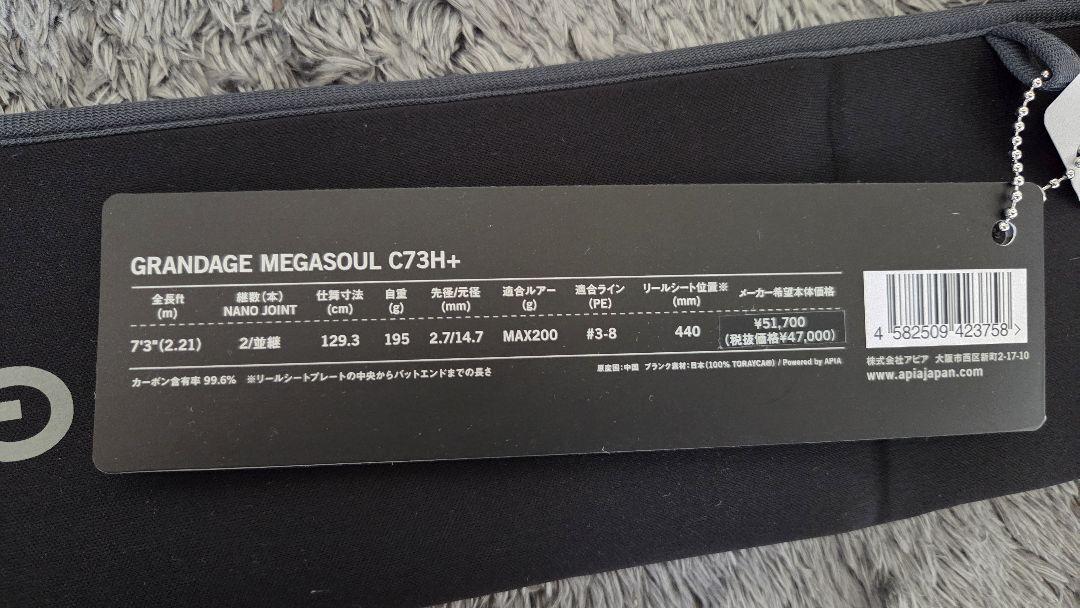 GRANDAGE MEGASOUL C73H+
全長ft (m) 継数(本) NANO JOINT 仕舞寸法 (cm) 自重 (g) 先径/元径 (mm) 適合ルアー (g) 適合ライン (PE) リールシート位置※ (mm) メーカー希望本体価格
7'3"(2.21) 2/並継 129.3 195 2.7/14.7 MAX200 #3-8 440 ¥51,700 (税抜価格¥47,000)
カーボン含有率 99.6% ※リールシートプレートの中央からバットエンドまでの長さ
原産国:中国 ブランク素材:日本(100% TORAYCA®) / Powered by APIA
4 582509 423758 >
株式会社アピア 大阪市西区新町2-17-10
www.apiajapan.com